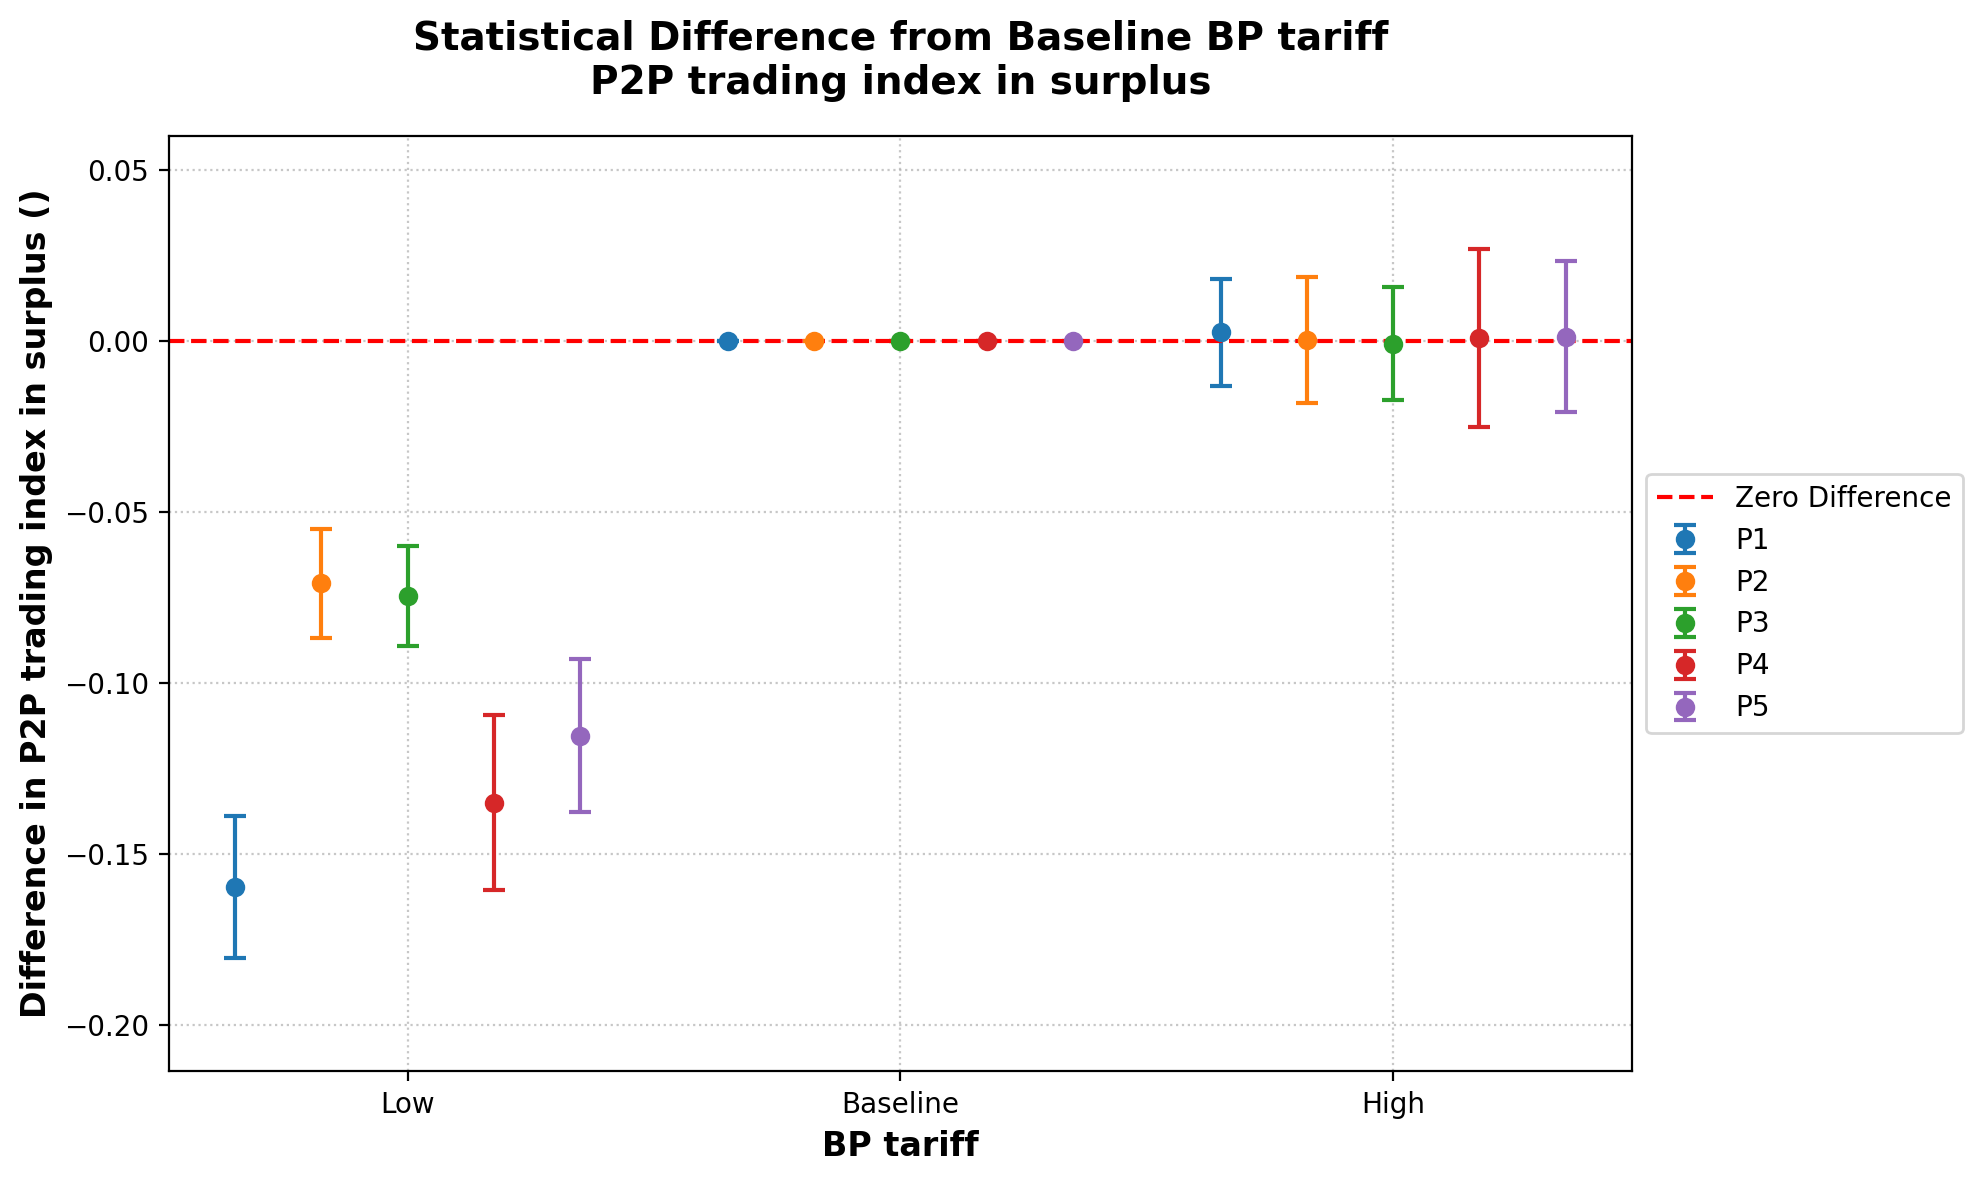 Statistical Difference from Baseline BP tariff
P2P trading index in surplus
Difference in P2P trading index in surplus ()
0.05
0.00
−0.05
−0.10
−0.15
−0.20
Low
Baseline
High
BP tariff
Zero Difference
P1
P2
P3
P4
P5